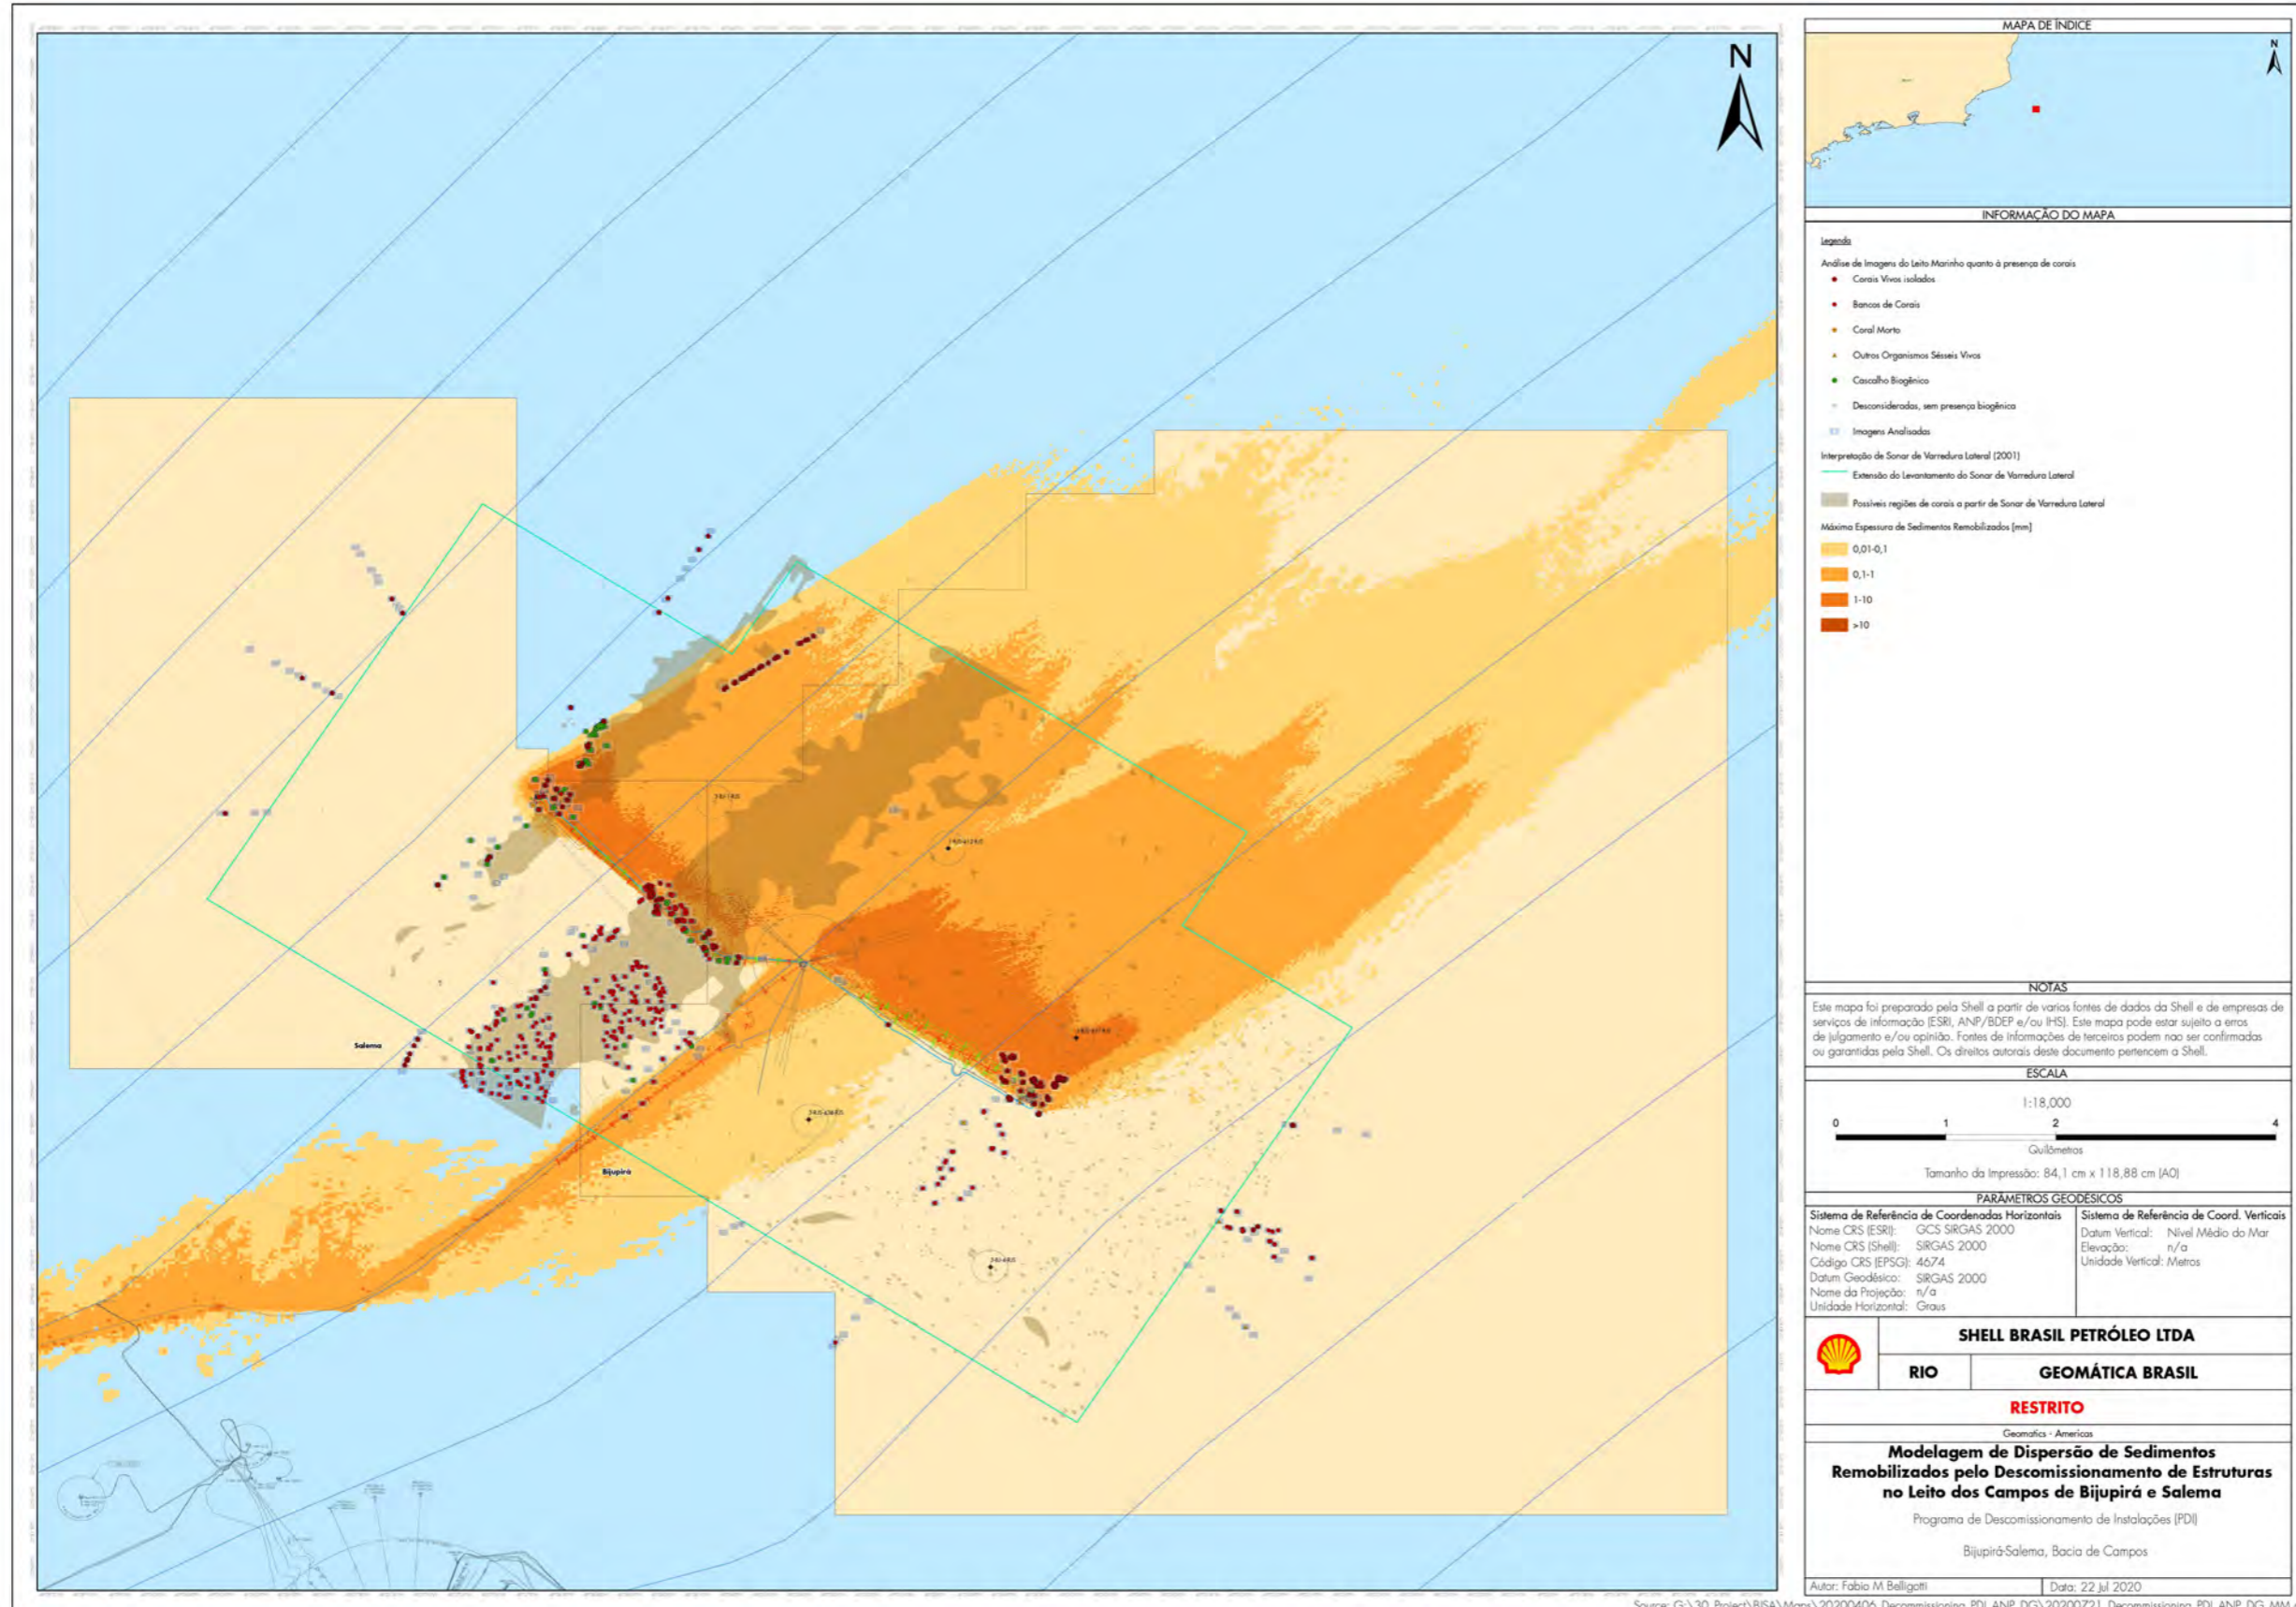 N
Salema
Bijupirá
MAPA DE ÍNDICE
N
INFORMAÇÃO DO MAPA
Legenda
Análise de Imagens do Leito Marinho quanto à presença de corais
Corais Vivos isolados
Bancos de Corais
Coral Morto
Outros Organismos Sésseis Vivos
Cascalho Biogênico
Desconsideradas, sem presença biogênica
Imagens Analisadas
Interpretação de Sonar de Varredura Lateral (2001)
Extensão do Levantamento do Sonar de Varredura Lateral
Possíveis regiões de corais a partir de Sonar de Varredura Lateral
Máxima Espessura de Sedimentos Remobilizados [mm]
0,01-0,1
0,1-1
1-10
>10
NOTAS
Este mapa foi preparado pela Shell a partir de varios fontes de dados da Shell e de empresas de
serviços de informação (ESRI, ANP/BDEP e/ou IHS). Este mapa pode estar sujeito a erros
de julgamento e/ou opinião. Fontes de informações de terceiros podem nao ser confirmadas
ou garantidas pela Shell. Os direitos autorais deste documento pertencem a Shell.
ESCALA
1:18,000
0 1 2 4
Quilômetros
Tamanho da Impressão: 84,1 cm x 118,88 cm (A0)
PARÂMETROS GEODÉSICOS
Sistema de Referência de Coordenadas Horizontais
Nome CRS (ESRI): GCS SIRGAS 2000
Nome CRS (Shell): SIRGAS 2000
Código CRS (EPSG): 4674
Datum Geodésico: SIRGAS 2000
Nome da Projeção: n/a
Unidade Horizontal: Graus
Sistema de Referência de Coord. Verticais
Datum Vertical: Nível Médio do Mar
Elevação: n/a
Unidade Vertical: Metros
SHELL BRASIL PETRÓLEO LTDA
RIO GEOMÁTICA BRASIL
RESTRITO
Geomatics - Americas
Modelagem de Dispersão de Sedimentos
Remobilizados pelo Descomissionamento de Estruturas
no Leito dos Campos de Bijupirá e Salema
Programa de Descomissionamento de Instalações (PDI)
Bijupirá-Salema, Bacia de Campos
Autor: Fabio M Belligotti Data: 22 Jul 2020
Source: G:\30_Project\BISA\Maps\20200406_Decommissioning_PDI_ANP_DG\20200721_Decommissioning_PDI_ANP_DG_MM